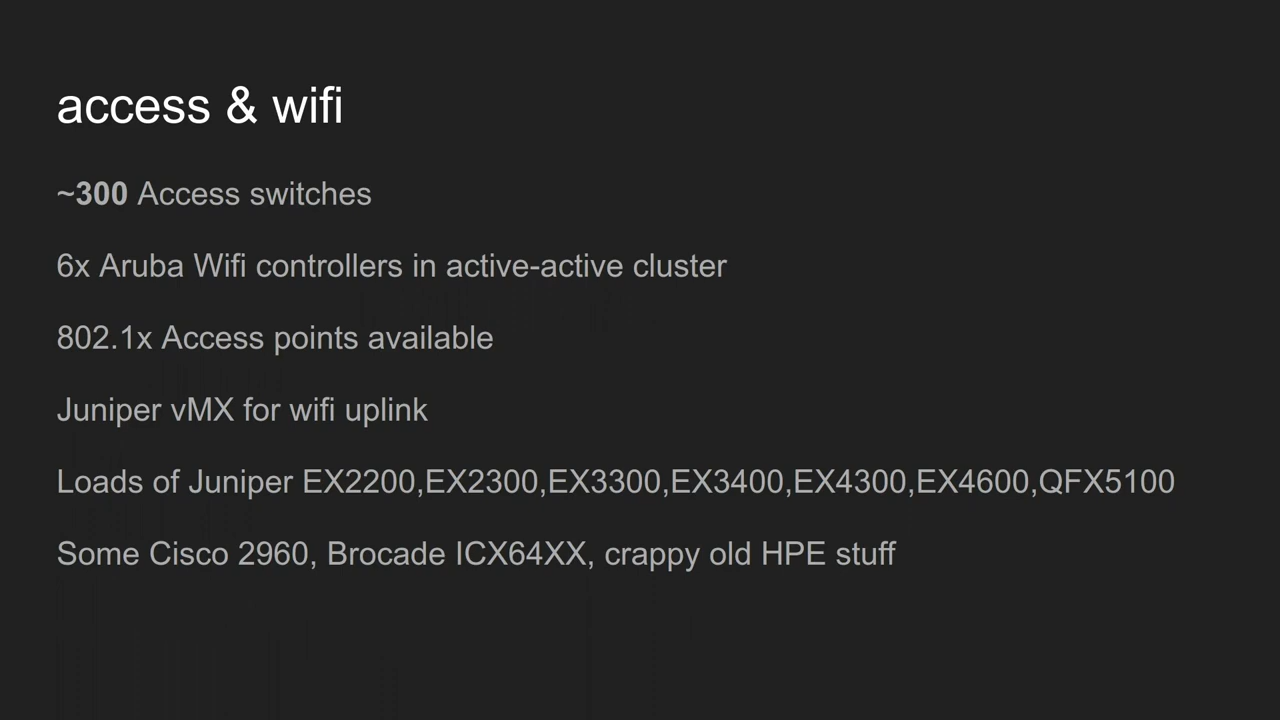 access & wifi
~300 Access switches
6x Aruba Wifi controllers in active-active cluster
802.1x Access points available
Juniper vMX for wifi uplink
Loads of Juniper EX2200,EX2300,EX3300,EX3400,EX4300,EX4600,QFX5100
Some Cisco 2960, Brocade ICX64XX, crappy old HPE stuff